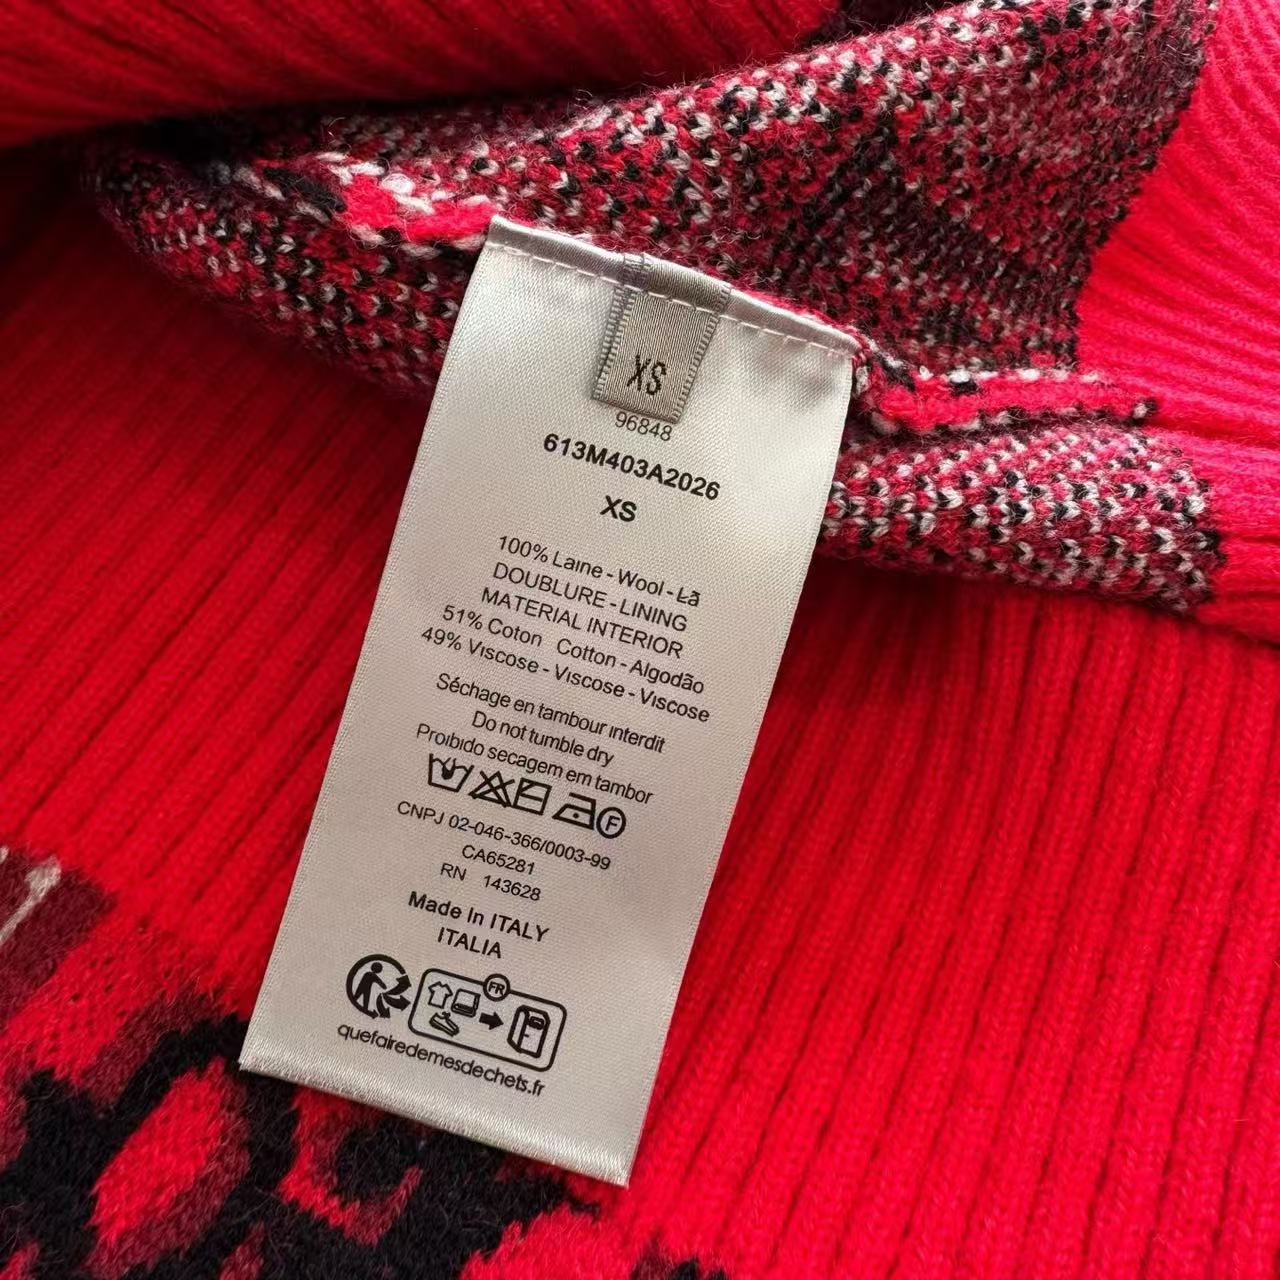 XS
96848
613M403A2026
XS
100% Laine - Wool - Lã
DOUBLURE - LINING
MATERIAL INTERIOR
51% Coton Cotton - Algodão
49% Viscose - Viscose - Viscose
Séchage en tambour interdit
Do not tumble dry
Proibido secagem em tambor
F
CNPJ 02-046-366/0003-99
CA65281
RN 143628
Made In ITALY
ITALIA
FR
quefairedemesdechets.fr